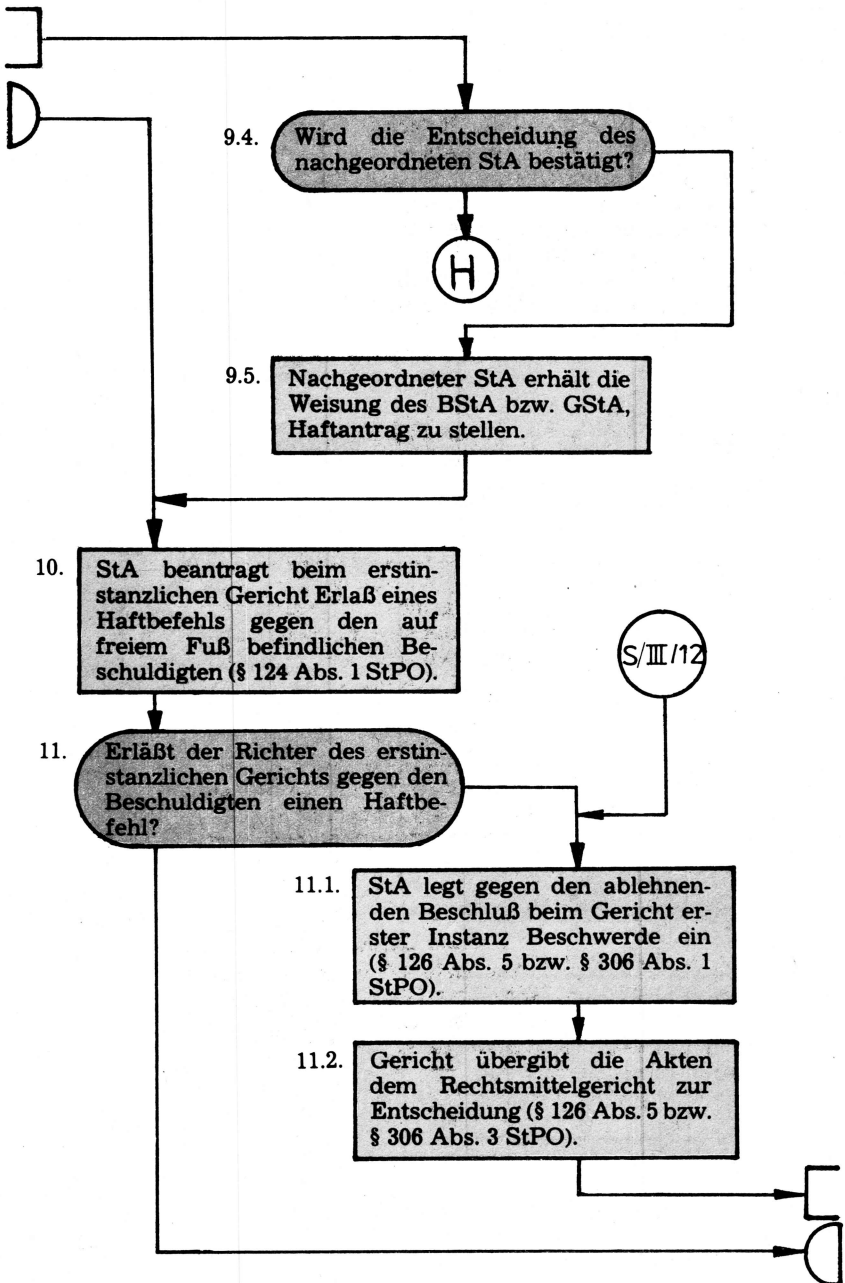 9.4. Wird die Entscheidung des
nachgeordneten StA bestätigt?
H
9.5. Nachgeordneter StA erhält die
Weisung des BStA bzw. GStA,
Haftantrag zu stellen.
10. StA beantragt beim erstin-
stanzlichen Gericht Erlaß eines
Haftbefehls gegen den auf
freiem Fuß befindlichen Be-
schuldigten (§ 124 Abs. 1 StPO).
S/III/12
11. Erläßt der Richter des erstin-
stanzlichen Gerichts gegen den
Beschuldigten einen Haftbe-
fehl?
11.1. StA legt gegen den ablehnen-
den Beschluß beim Gericht er-
ster Instanz Beschwerde ein
(§ 126 Abs. 5 bzw. § 306 Abs. 1
StPO).
11.2. Gericht übergibt die Akten
dem Rechtsmittelgericht zur
Entscheidung (§ 126 Abs. 5 bzw.
§ 306 Abs. 3 StPO).